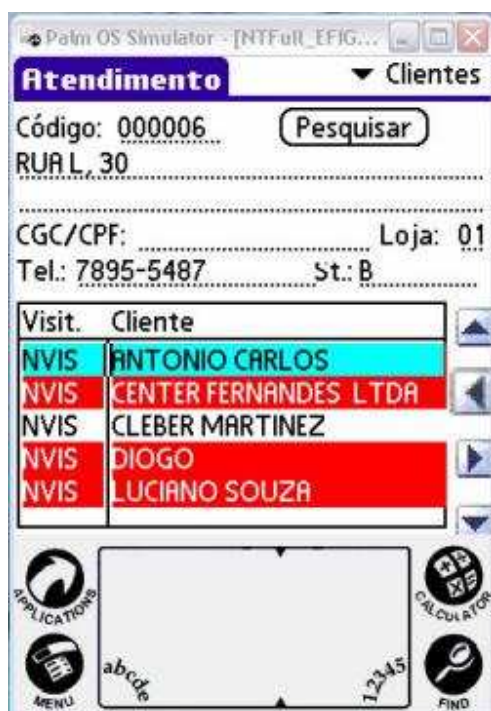 Palm OS Simulator - [NTFull_EFIG...
Atendimento
Clientes
Código: 000006
Pesquisar
RUA L, 30
CGC/CPF: Loja: 01
Tel.: 7895-5487 St.: B
Visit. Cliente
NVIS ANTONIO CARLOS
NVIS CENTER FERNANDES LTDA
NVIS CLEBER MARTINEZ
NVIS DIOGO
NVIS LUCIANO SOUZA
APPLICATIONS
CALCULATOR
MENU
abcde
12345
FIND